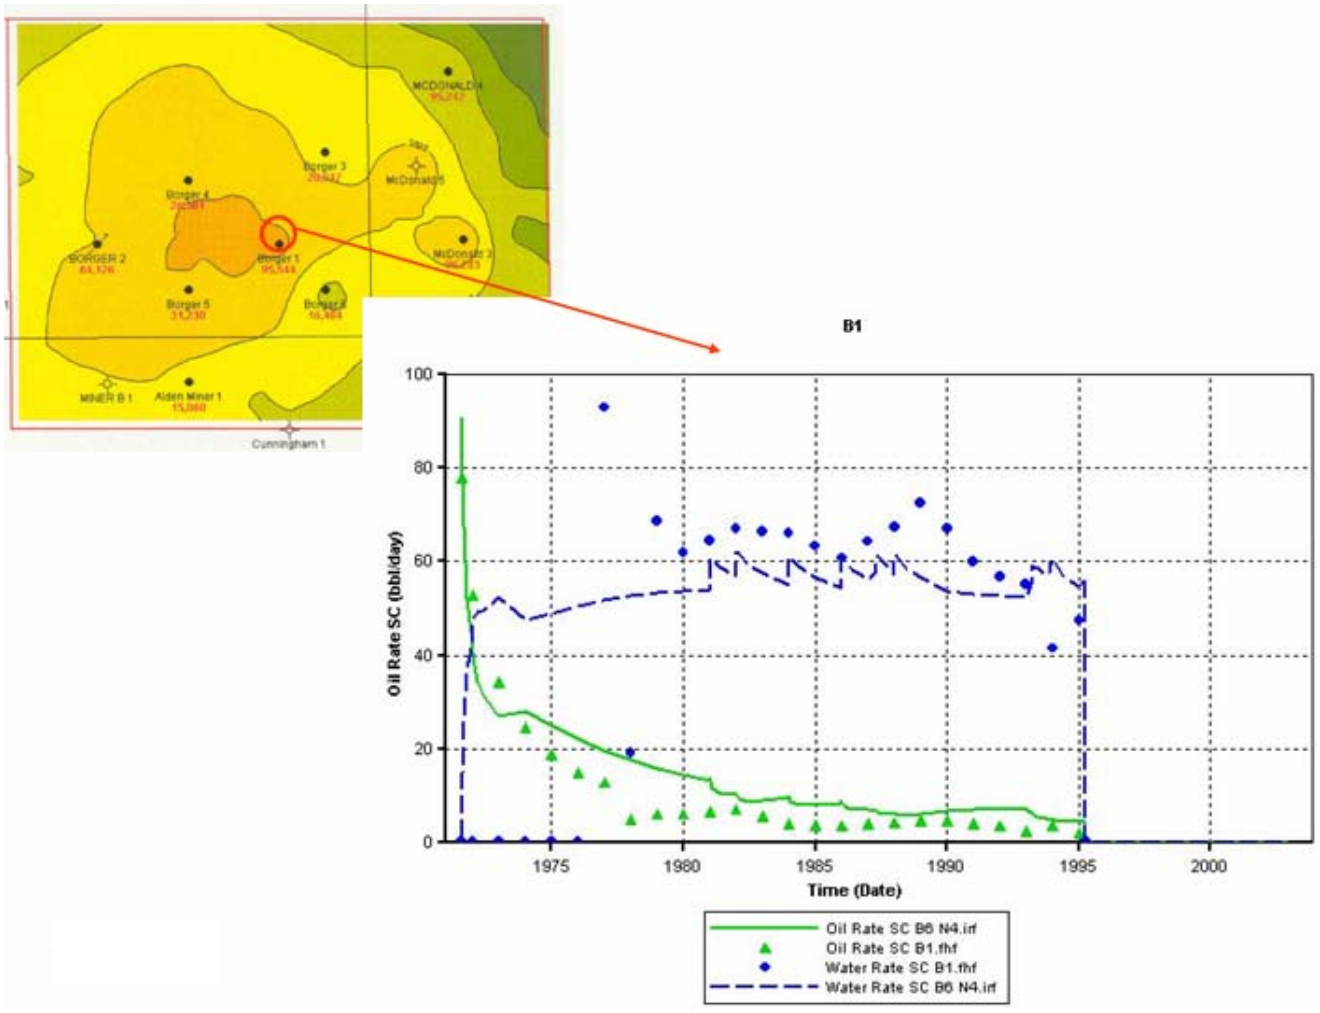 MCDONALD 4
95,242
Borger 3
McDonald 5
Borger 4
BORGER 2
Borger 1
95,544
McDonald 3
Borger 5
31,230
Borger 6
16,464
MINER B 1
Alden Miner 1
15,060
Cunningham 1
B1
100
80
60
40
20
0
Oil Rate SC (bbl/day)
1975
1980
1985
1990
1995
2000
Time (Date)
Oil Rate SC B6 N4.irf
Oil Rate SC B1.fhf
Water Rate SC B1.fhf
Water Rate SC B6 N4.irf